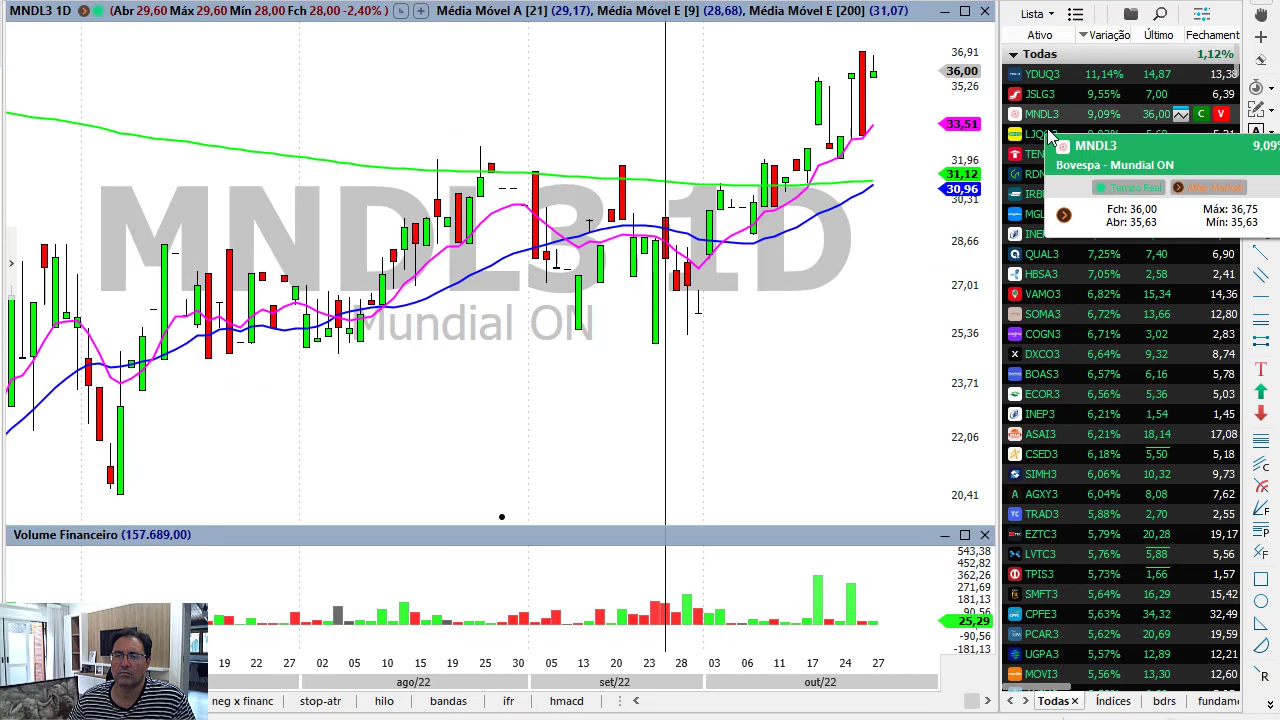 MNDL3 1D (Abr 29,60 Máx 29,60 Mín 28,00 Fch 28,00 -2,40%) Média Móvel A [21] (29,17), Média Móvel E [9] (28,68), Média Móvel E [200] (31,07)
MNDL3 1D
Mundial ON
36,91
36,00
35,26
33,51
31,96
31,12
30,96
30,31
28,66
27,01
25,36
23,71
22,06
20,41
Volume Financeiro (157.689,00)
543,38
452,82
362,26
271,69
181,13
90,56
25,29
-90,56
-181,13
22 27 05 10 15 19 25 30 05 13 20 23 28 03 06 11 17 24 27
ago/22 set/22 out/22
neg x financ stop-atr hilo bandas ifr hmacd
Lista
Ativo Variação Último Fechament
Todas 1,12%
YDUQ3 11,14% 14,87 13,38
JSLG3 9,55% 7,00 6,39
MNDL3 9,09% 36,00 C V
MNDL3 9,09%
Bovespa - Mundial ON
Tempo Real
Fch: 36,00 Máx: 36,75
Abr: 35,63 Mín: 35,63
QUAL3 7,25% 7,40 6,90
HBSA3 7,05% 2,58 2,41
VAMO3 6,82% 15,34 14,36
SOMA3 6,72% 13,66 12,80
COGN3 6,71% 3,02 2,83
DXCO3 6,64% 9,32 8,74
BOAS3 6,57% 6,16 5,78
ECOR3 6,56% 5,36 5,03
INEP3 6,21% 1,54 1,45
ASAI3 6,21% 18,14 17,08
CSED3 6,18% 5,50 5,18
SIMH3 6,06% 10,32 9,73
AGXY3 6,04% 8,08 7,62
TRAD3 5,88% 2,70 2,55
EZTC3 5,79% 20,28 19,17
LVTC3 5,76% 5,88 5,56
TPIS3 5,73% 1,66 1,57
SMFT3 5,64% 16,29 15,42
CPFE3 5,63% 34,32 32,49
PCAR3 5,62% 20,69 19,59
UGPA3 5,57% 12,89 12,21
MOVI3 5,53% 13,30 12,60
Todas Índices bdrs fundame